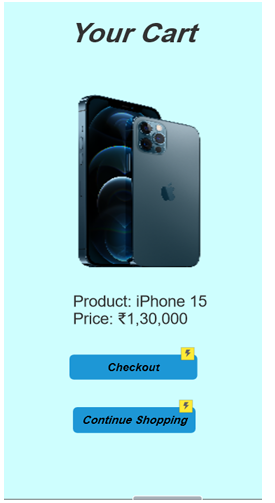 Your Cart
Product: iPhone 15
Price: ₹1,30,000
Checkout
Continue Shopping